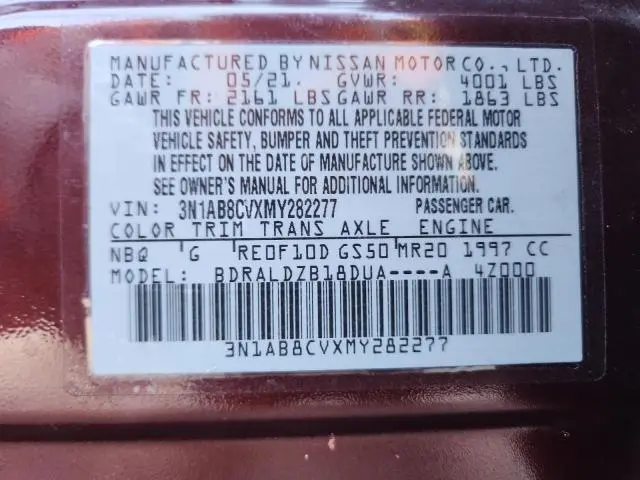 MANUFACTURED BY NISSAN MOTOR CO., LTD.
DATE: 05/21. GVWR: 4001 LBS
GAWR FR: 2161 LBS GAWR RR: 1863 LBS
THIS VEHICLE CONFORMS TO ALL APPLICABLE FEDERAL MOTOR
VEHICLE SAFETY, BUMPER AND THEFT PREVENTION STANDARDS
IN EFFECT ON THE DATE OF MANUFACTURE SHOWN ABOVE.
SEE OWNER'S MANUAL FOR ADDITIONAL INFORMATION.
VIN: 3N1AB8CVXMY282277 PASSENGER CAR.
COLOR TRIM TRANS AXLE ENGINE
NBQ G RE0F10D GS50 MR20 1997 CC
MODEL: BDRALDZB18DUA----A 4Z000
3N1AB8CVXMY282277